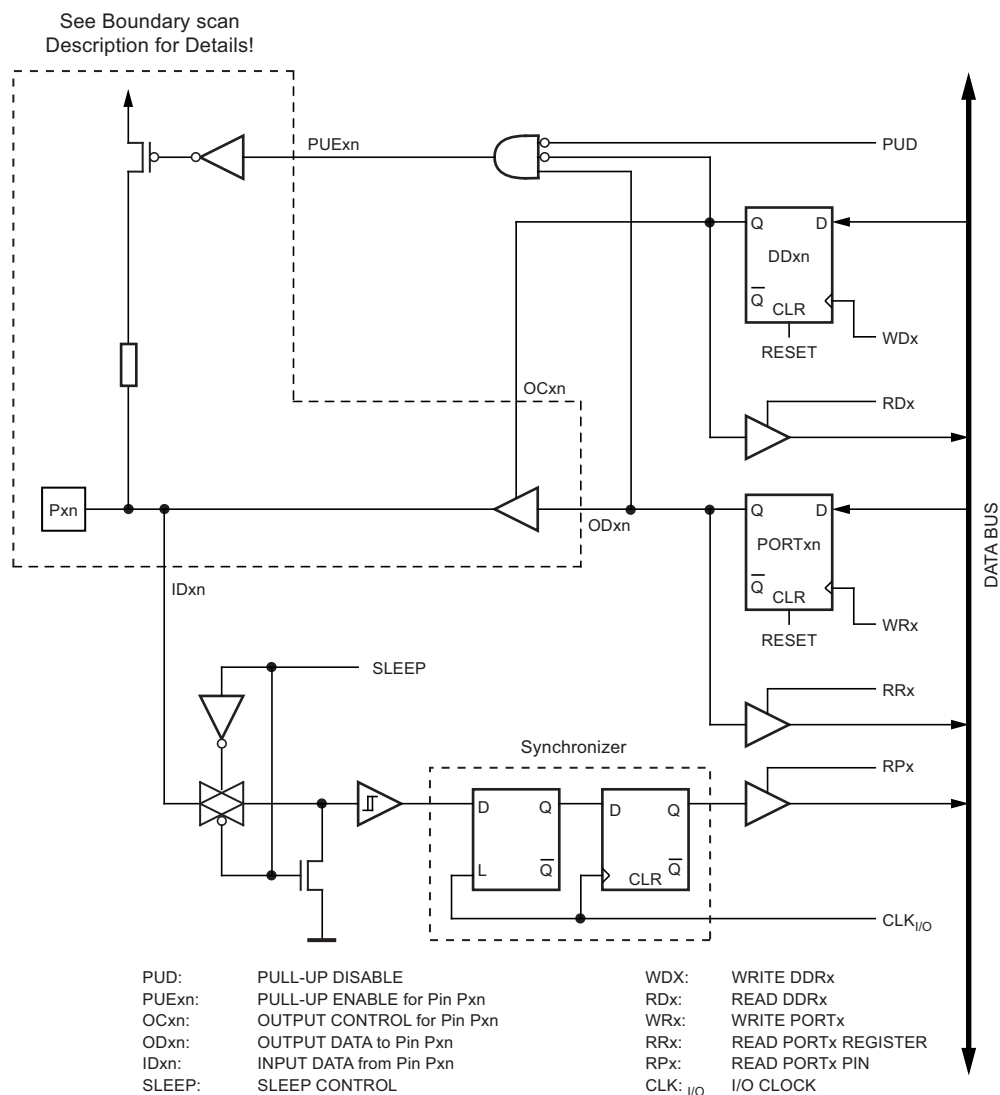 See Boundary scan
Description for Details!
PUExn
PUD
Q D
DDxn
Q
CLR
WDx
RESET
OCxn
RDx
Pxn
ODxn
Q D
PORTxn
Q
CLR
WRx
RESET
IDxn
SLEEP
RRx
Synchronizer
RPx
D Q
L Q
D Q
CLR Q
CLK I/O
DATA BUS
PUD: PULL-UP DISABLE
PUExn: PULL-UP ENABLE for Pin Pxn
OCxn: OUTPUT CONTROL for Pin Pxn
ODxn: OUTPUT DATA to Pin Pxn
IDxn: INPUT DATA from Pin Pxn
SLEEP: SLEEP CONTROL
WDX: WRITE DDRx
RDx: READ DDRx
WRx: WRITE PORTx
RRx: READ PORTx REGISTER
RPx: READ PORTx PIN
CLK: I/O I/O CLOCK